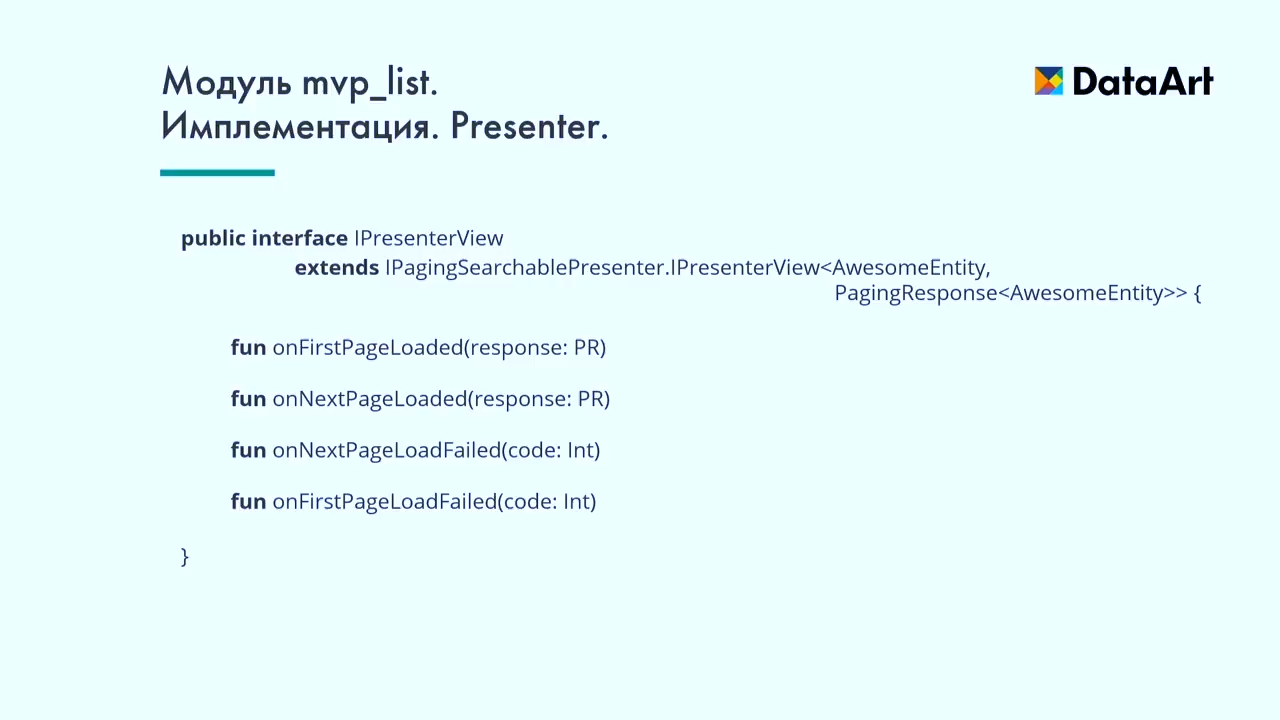 Модуль mvp_list.
Имплементация. Presenter.
DataArt
public interface IPresenterView
extends IPagingSearchablePresenter.IPresenterView<AwesomeEntity,
PagingResponse<AwesomeEntity>> {
fun onFirstPageLoaded(response: PR)
fun onNextPageLoaded(response: PR)
fun onNextPageLoadFailed(code: Int)
fun onFirstPageLoadFailed(code: Int)
}